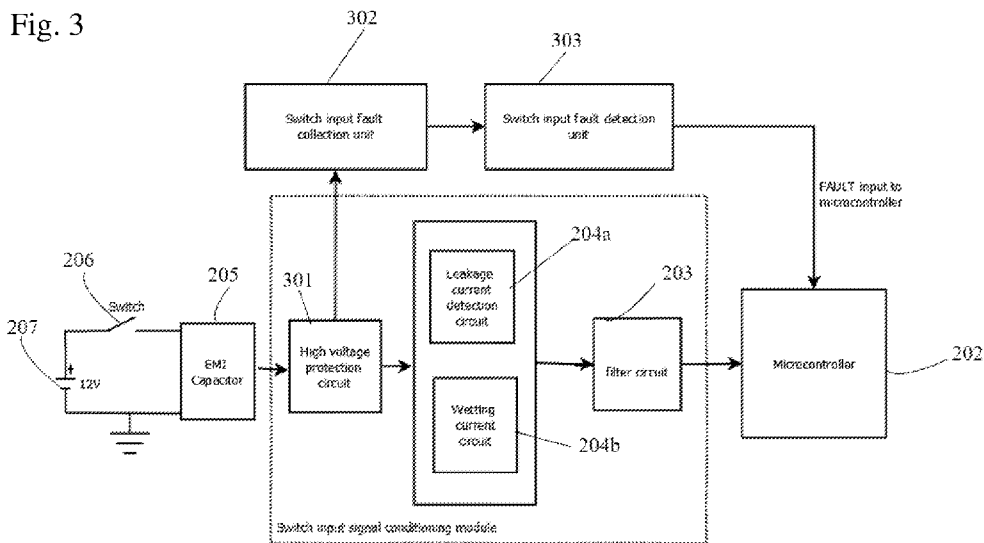 Fig. 3
302
303
Switch input fault
collection unit
Switch input fault detection
unit
FAULT input to
microcontroller
206
205
Switch
207
+
12V
EMI
Capacitor
301
High voltage
protection
circuit
204a
Leakage
current
detection
circuit
Wetting
current
circuit
204b
203
filter circuit
Microcontroller
202
Switch input signal conditioning module